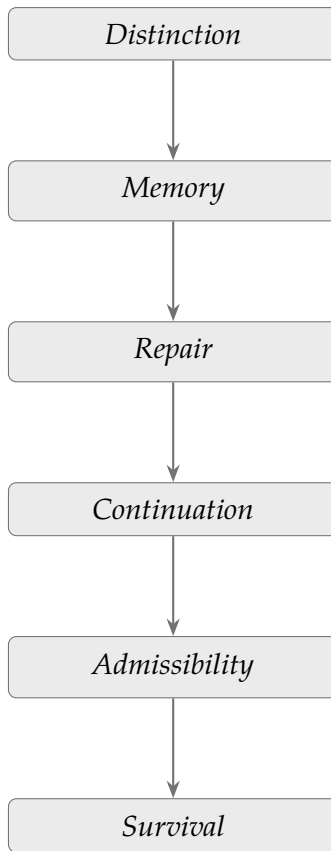 Distinction
Memory
Repair
Continuation
Admissibility
Survival